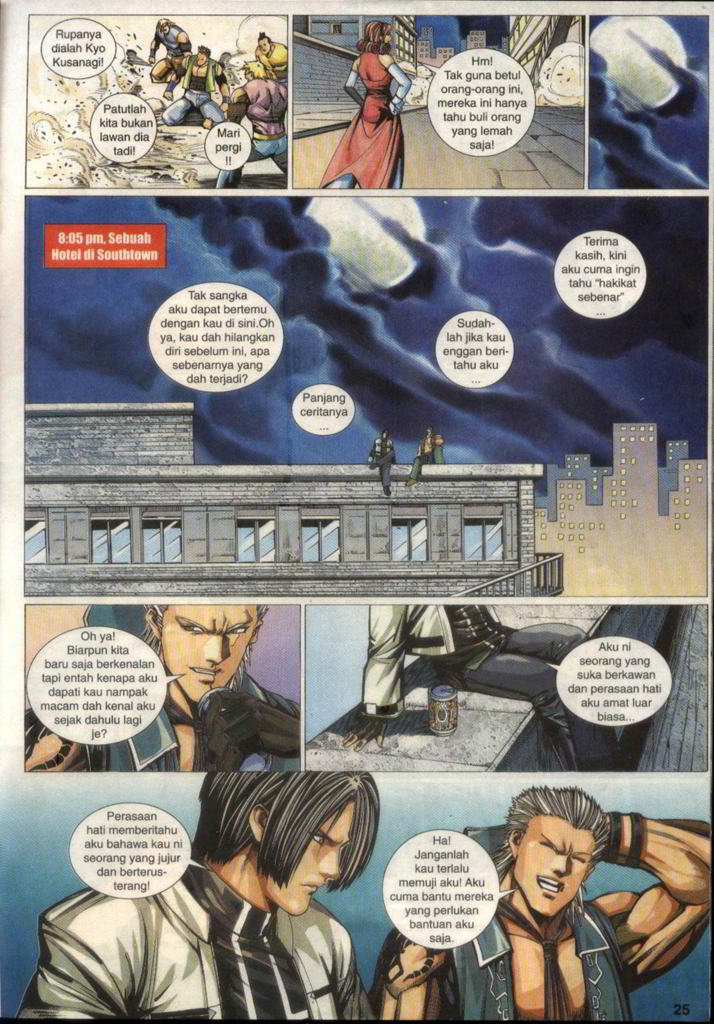 Rupanya
dialah Kyo
Kusanagi!
Patutlah
kita bukan
lawan dia
tadi!
Mari
pergi
!!
Hm!
Tak guna betul
orang-orang ini,
mereka ini hanya
tahu buli orang
yang lemah
saja!
8:05 pm, Sebuah
Hotel di Southtown
Tak sangka
aku dapat bertemu
dengan kau di sini.Oh
ya, kau dah hilangkan
diri sebelum ini, apa
sebenarnya yang
dah terjadi?
Panjang
ceritanya
...
Sudah-
lah jika kau
enggan beri-
tahu aku
...
Terima
kasih, kini
aku cuma ingin
tahu “hakikat
sebenar”
...
Oh ya!
Biarpun kita
baru saja berkenalan
tapi entah kenapa aku
dapati kau nampak
macam dah kenal aku
sejak dahulu lagi
je?
Aku ni
seorang yang
suka berkawan
dan perasaan hati
aku amat luar
biasa...
Perasaan
hati memberitahu
aku bahawa kau ni
seorang yang jujur
dan berterus-
terang!
Ha!
Janganlah
kau terlalu
memuji aku! Aku
cuma bantu mereka
yang perlukan
bantuan aku
saja.
25